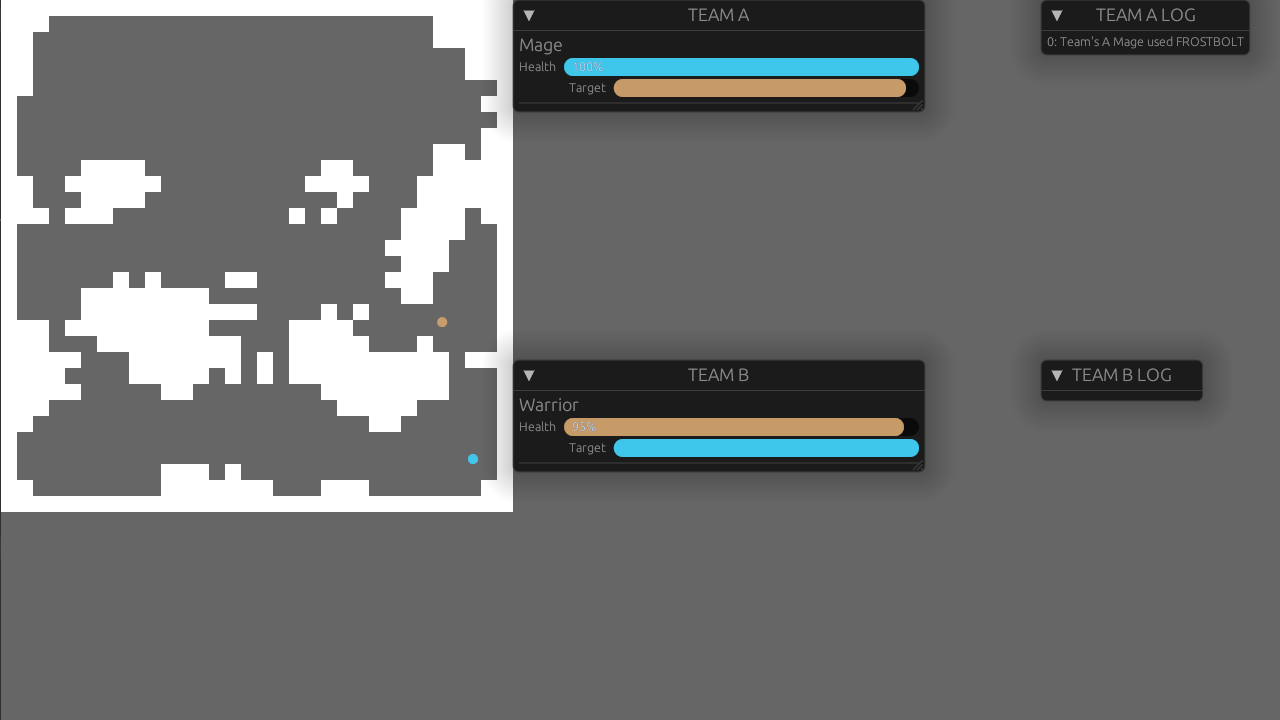 TEAM A
Mage
Health 100%
Target
TEAM A LOG
0: Team's A Mage used FROSTBOLT
TEAM B
Warrior
Health 95%
Target
TEAM B LOG